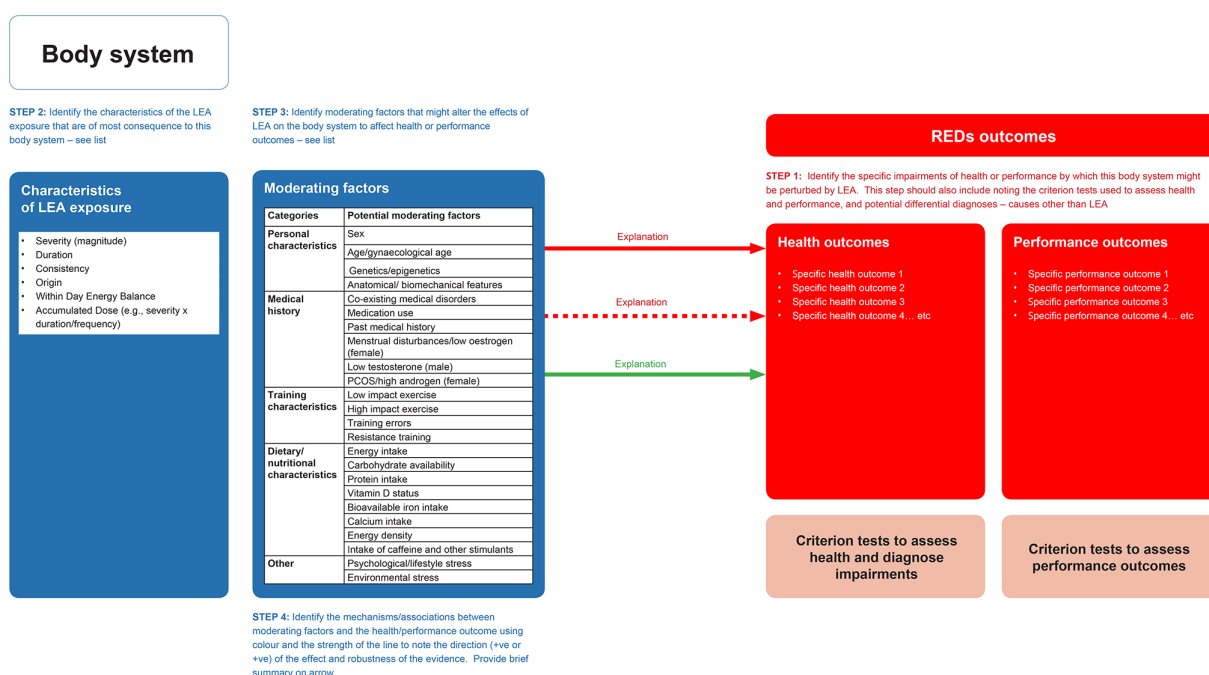 Body system
STEP 2: Identify the characteristics of the LEA
exposure that are of most consequence to this
body system – see list
Characteristics
of LEA exposure
• Severity (magnitude)
• Duration
• Consistency
• Origin
• Within Day Energy Balance
• Accumulated Dose (e.g., severity x
duration/frequency)
STEP 3: Identify moderating factors that might alter the effects of
LEA on the body system to affect health or performance
outcomes – see list
Moderating factors
Categories Potential moderating factors
Personal
characteristics
Sex
Age/gynaecological age
Genetics/epigenetics
Anatomical/ biomechanical features
Medical
history
Co-existing medical disorders
Medication use
Past medical history
Menstrual disturbances/low oestrogen
(female)
Low testosterone (male)
PCOS/high androgen (female)
Training
characteristics
Low impact exercise
High impact exercise
Training errors
Resistance training
Dietary/
nutritional
characteristics
Energy intake
Carbohydrate availability
Protein intake
Vitamin D status
Bioavailable iron intake
Calcium intake
Energy density
Intake of caffeine and other stimulants
Other
Psychological/lifestyle stress
Environmental stress
STEP 4: Identify the mechanisms/associations between
moderating factors and the health/performance outcome using
colour and the strength of the line to note the direction (+ve or
+ve) of the effect and robustness of the evidence.  Provide brief
summary on arrow
Explanation
Explanation
Explanation
REDs outcomes
STEP 1:  Identify the specific impairments of health or performance by which this body system might
be perturbed by LEA.  This step should also include noting the criterion tests used to assess health
and performance, and potential differential diagnoses – causes other than LEA
Health outcomes
• Specific health outcome 1
• Specific health outcome 2
• Specific health outcome 3
• Specific health outcome 4… etc
Performance outcomes
• Specific performance outcome 1
• Specific performance outcome 2
• Specific performance outcome 3
• Specific performance outcome 4… etc
Criterion tests to assess
health and diagnose
impairments
Criterion tests to assess
performance outcomes